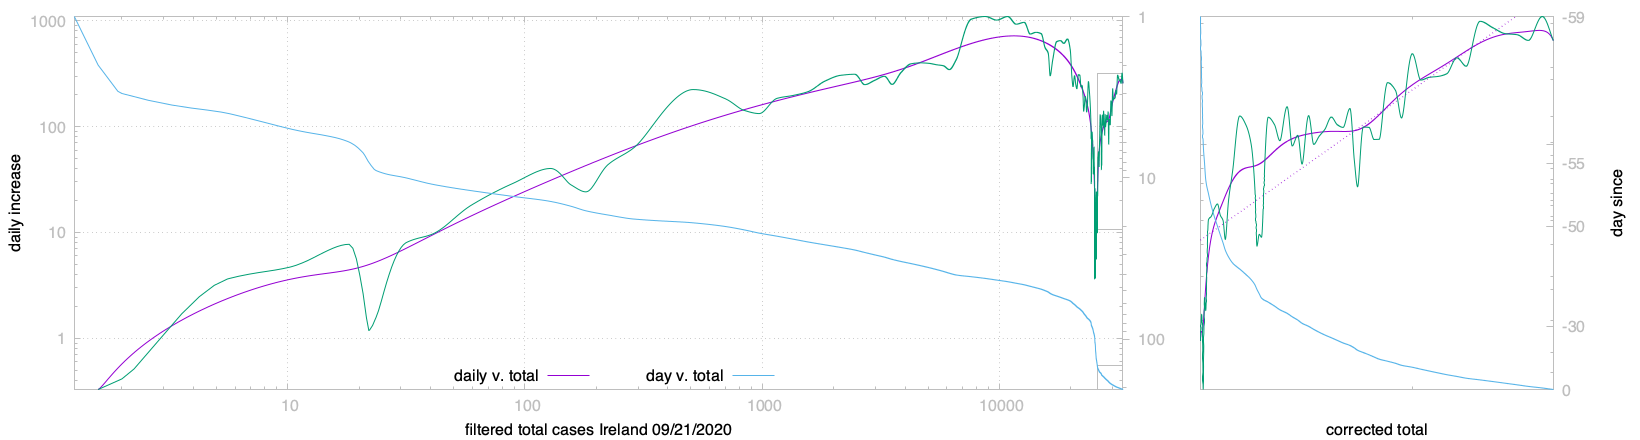 1000
100
10
1
daily increase
10
100
1000
10000
filtered total cases Ireland 09/21/2020
daily v. total
day v. total
1
10
100
-59
-55
-50
-30
0
day since
corrected total